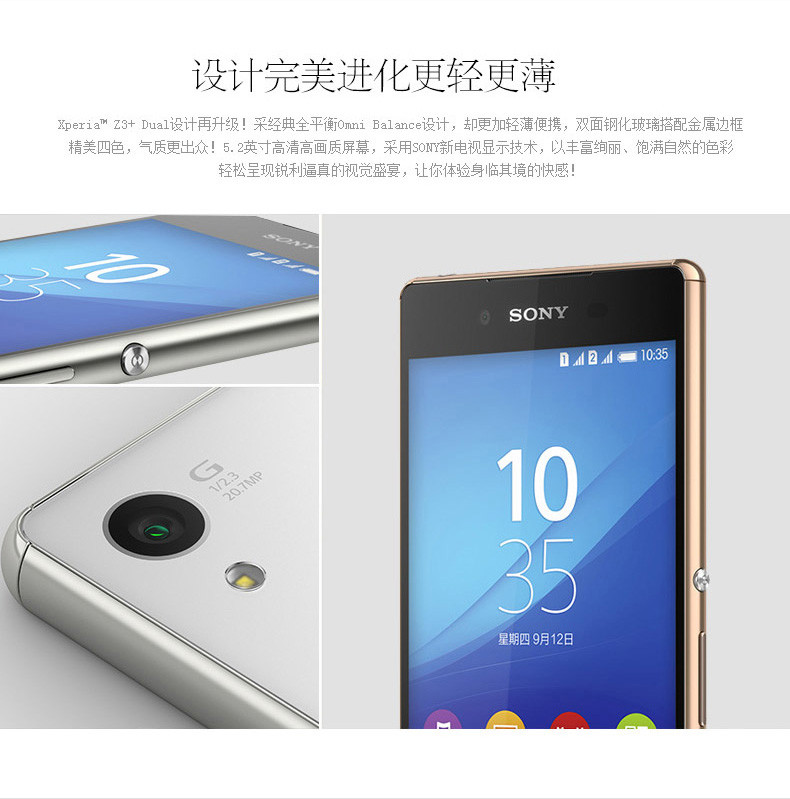 设计完美进化更轻更薄
Xperia™ Z3+ Dual设计再升级！采经典全平衡Omni Balance设计，却更加轻薄便携，双面钢化玻璃搭配金属边框
精美四色，气质更出众！5.2英寸高清高画质屏幕，采用SONY新电视显示技术，以丰富绚丽、饱满自然的色彩
轻松呈现锐利逼真的视觉盛宴，让你体验身临其境的快感！
SONY
10
35
G
1/2.3
20.7MP
SONY
1 2 10:35
10
35
星期四 9月12日